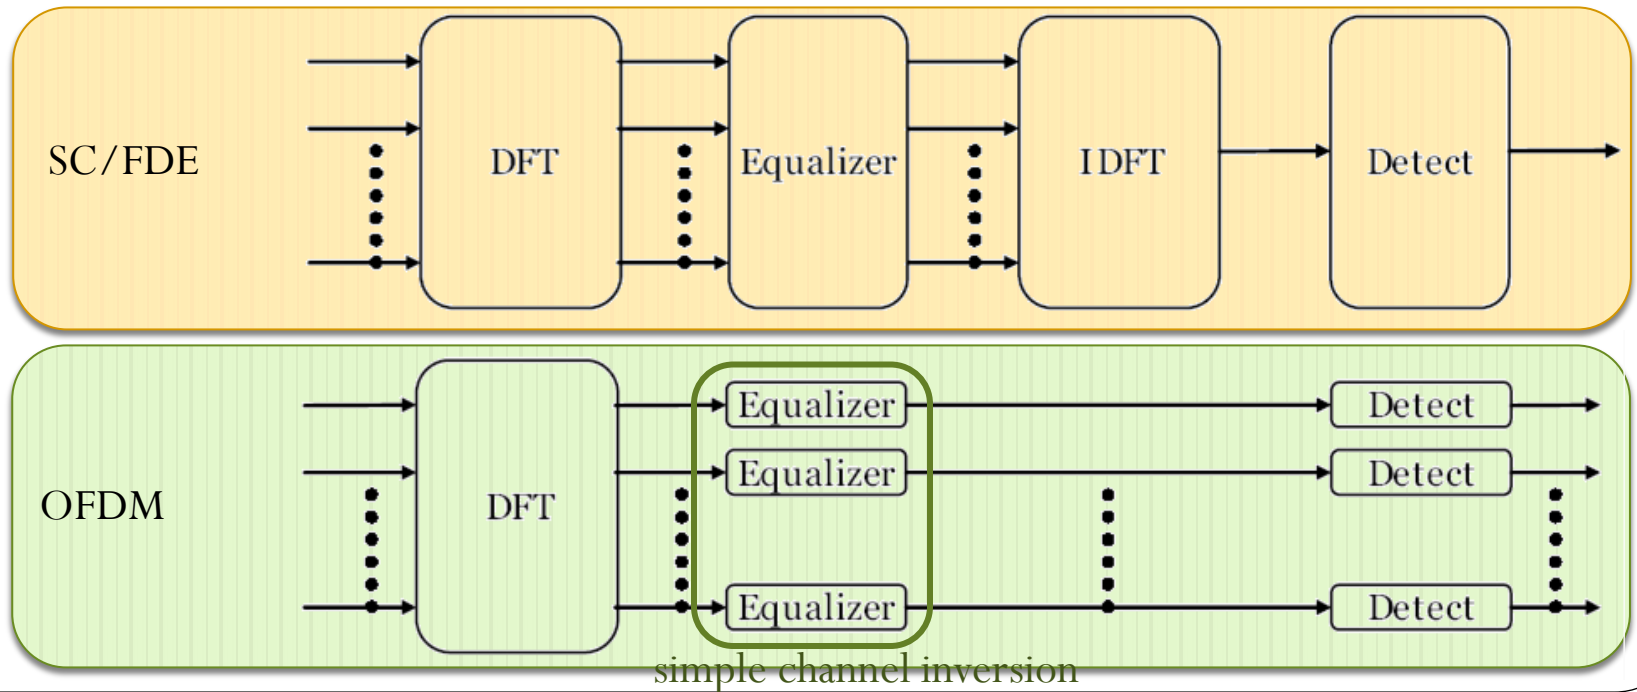 SC/FDE
DFT
Equalizer
IDFT
Detect
OFDM
DFT
Equalizer
Detect
Equalizer
Detect
Equalizer
Detect
simple channel inversion